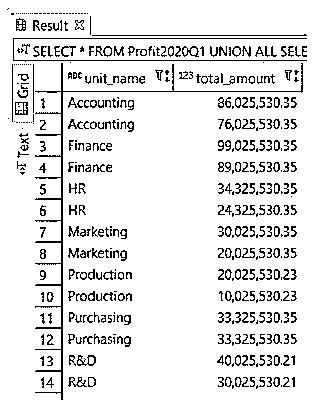 Result
SELECT * FROM Profit2020Q1 UNION ALL SELE
Grid
Text
ABC unit_name 123 total_amount
1 Accounting 86,025,530.35
2 Accounting 76,025,530.35
3 Finance 99,025,530.35
4 Finance 89,025,530.35
5 HR 34,325,530.35
6 HR 24,325,530.35
7 Marketing 30,025,530.35
8 Marketing 20,025,530.35
9 Production 20,025,530.23
10 Production 10,025,530.23
11 Purchasing 33,325,530.35
12 Purchasing 33,325,530.35
13 R&D 40,025,530.21
14 R&D 30,025,530.21